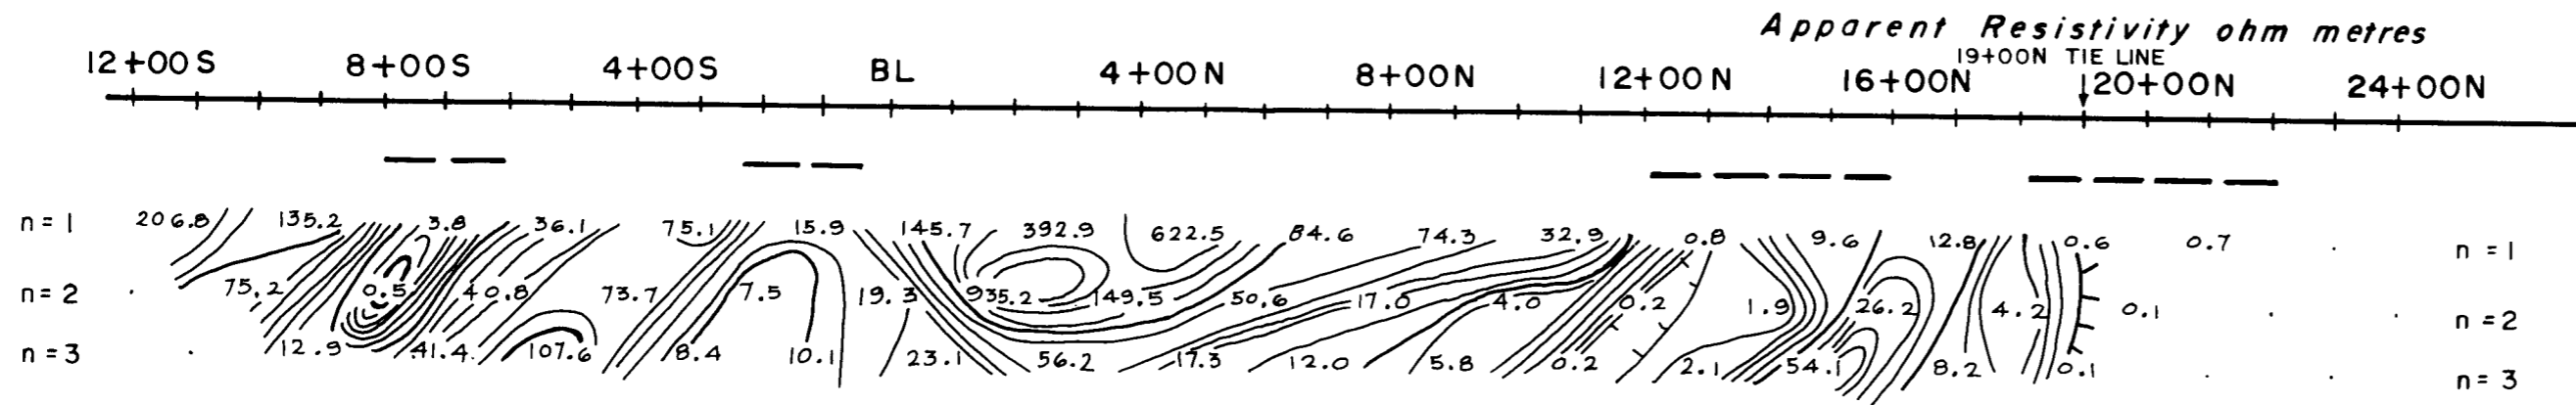 Apparent Resistivity ohm metres
19+00N TIE LINE
12+00S 8+00S 4+00S BL 4+00N 8+00N 12+00N 16+00N 20+00N 24+00N
n = 1 206.8 135.2 3.8 36.1 75.1 15.9 145.7 392.9 622.5 84.6 74.3 32.9 0.8 9.6 12.8 0.6 0.7 n = 1
n = 2 75.2 0.5 40.8 73.7 7.5 19.3 935.2 149.5 50.6 17.0 4.0 0.2 1.9 26.2 4.2 0.1 n = 2
n = 3 12.9 41.4 107.6 8.4 10.1 23.1 56.2 17.3 12.0 5.8 0.2 2.1 54.1 8.2 0.1 n = 3